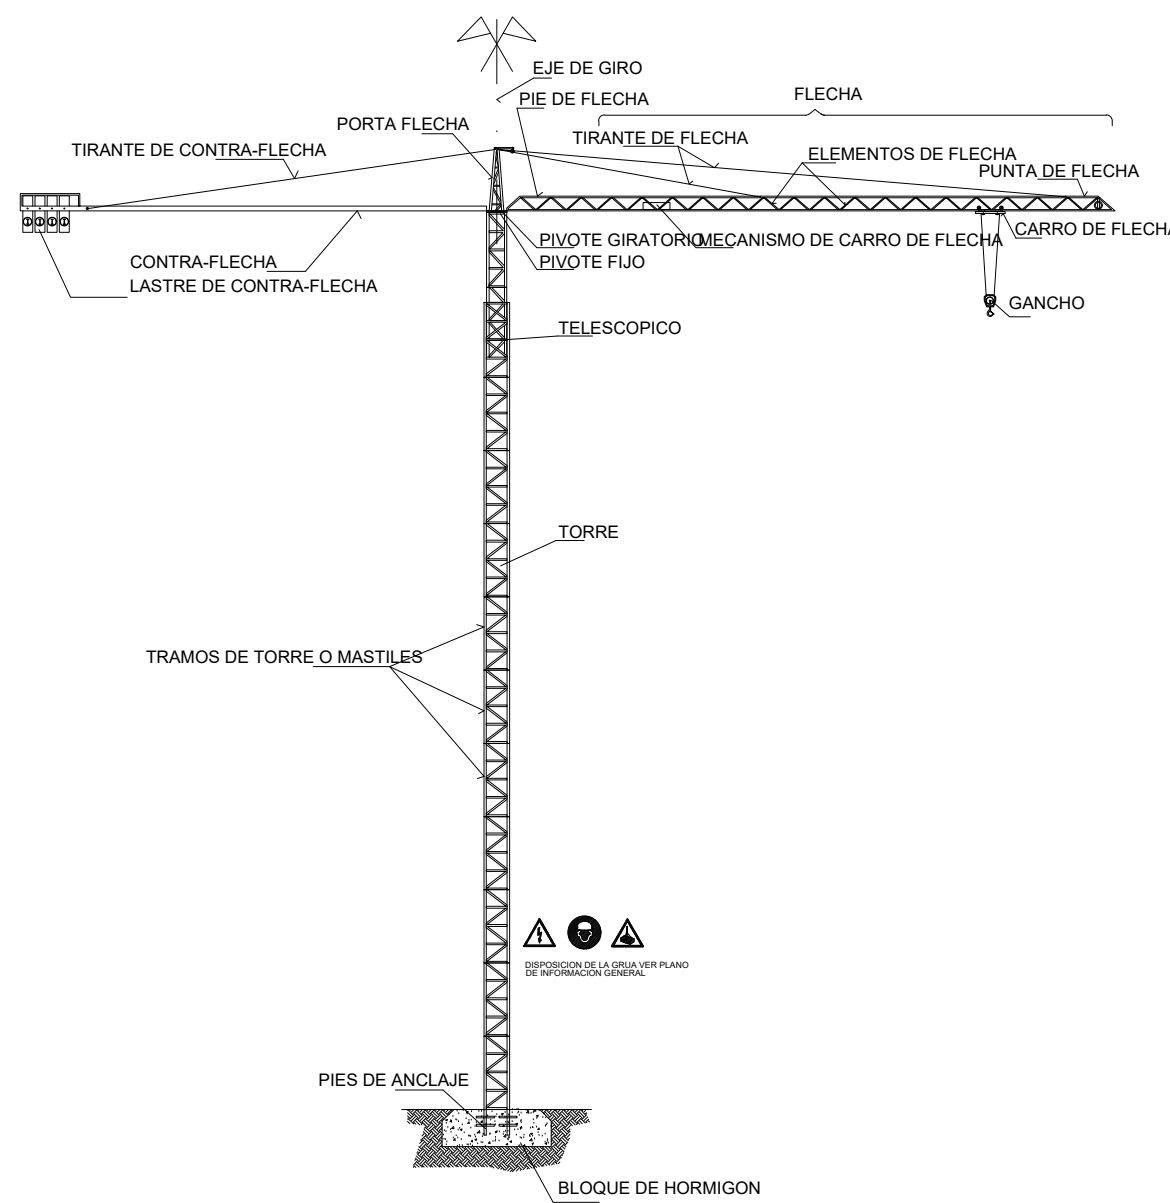 EJE DE GIRO
PIE DE FLECHA
FLECHA
PORTA FLECHA
TIRANTE DE FLECHA
TIRANTE DE CONTRA-FLECHA
ELEMENTOS DE FLECHA
PUNTA DE FLECHA
PIVOTE GIRATORIO
MECANISMO DE CARRO DE FLECHA
CARRO DE FLECHA
CONTRA-FLECHA
PIVOTE FIJO
LASTRE DE CONTRA-FLECHA
GANCHO
TELESCOPICO
TORRE
TRAMOS DE TORRE O MASTILES
DISPOSICION DE LA GRUA VER PLANO
DE INFORMACION GENERAL
PIES DE ANCLAJE
BLOQUE DE HORMIGON